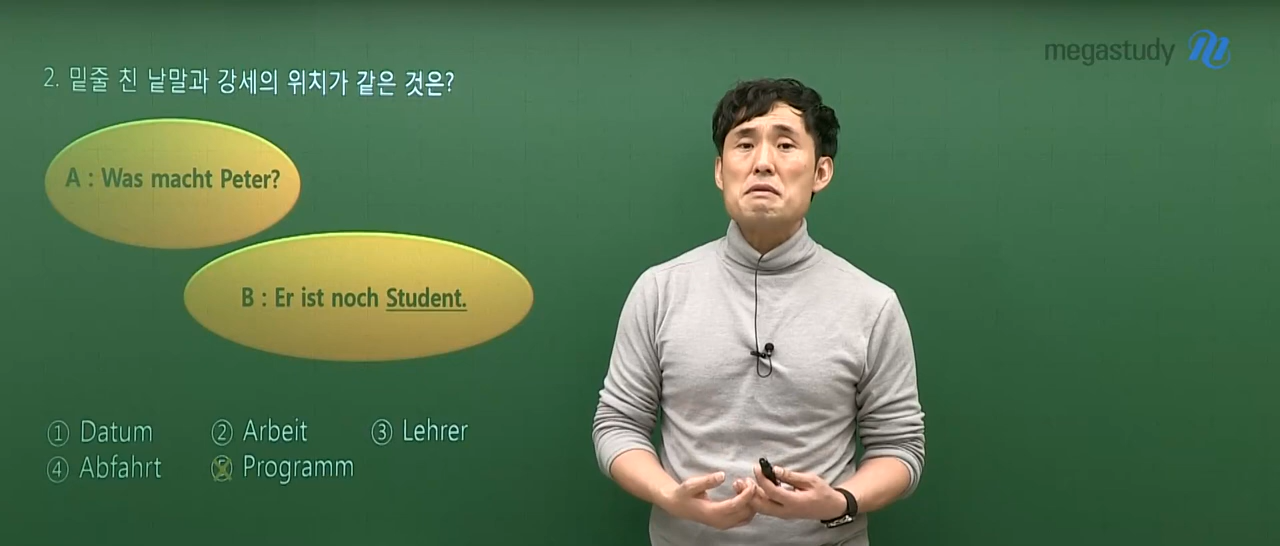 megastudy
2. 밑줄 친 낱말과 강세의 위치가 같은 것은?
A : Was macht Peter?
B : Er ist noch Student.
① Datum ② Arbeit ③ Lehrer
④ Abfahrt ⑤ Programm